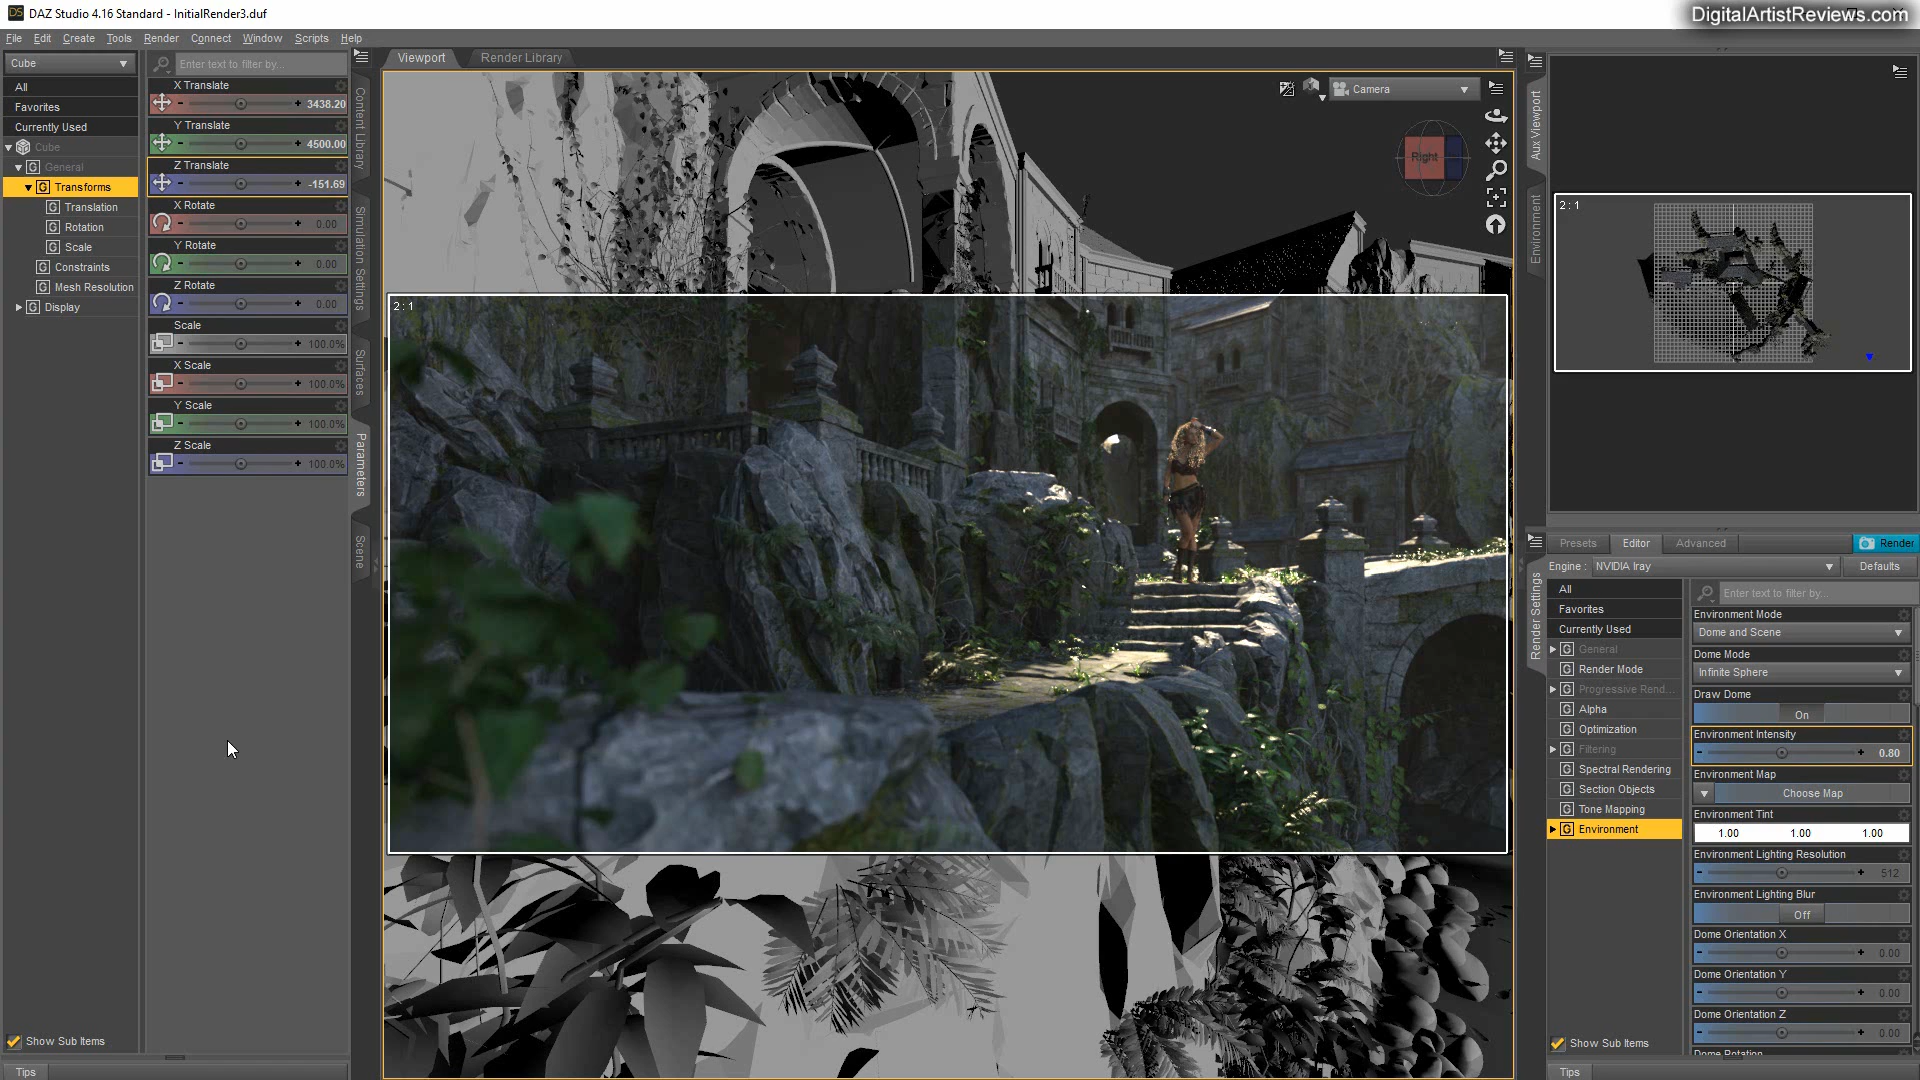 DAZ Studio 4.16 Standard - InitialRender3.duf
DigitalArtistReviews.com
File Edit Create Tools Render Connect Window Scripts Help
Cube
All
Favorites
Currently Used
Cube
General
Transforms
Translation
Rotation
Scale
Constraints
Mesh Resolution
Display
Show Sub Items
Tips
Enter text to filter by...
X Translate
3438.20
Y Translate
4500.00
Z Translate
-151.69
X Rotate
0.00
Y Rotate
0.00
Z Rotate
0.00
Scale
100.0%
X Scale
100.0%
Y Scale
100.0%
Z Scale
100.0%
Content Library
Simulation Settings
Surfaces
Parameters
Scene
Viewport
Render Library
Camera
Right
2 : 1
Aux Viewport
Environment
2 : 1
Render Settings
Presets
Editor
Advanced
Render
Engine : NVIDIA Iray
Defaults
All
Favorites
Currently Used
General
Render Mode
Progressive Rend...
Alpha
Optimization
Filtering
Spectral Rendering
Section Objects
Tone Mapping
Environment
Show Sub Items
Tips
Enter text to filter by...
Environment Mode
Dome and Scene
Dome Mode
Infinite Sphere
Draw Dome
On
Environment Intensity
0.80
Environment Map
Choose Map
Environment Tint
1.00 1.00 1.00
Environment Lighting Resolution
512
Environment Lighting Blur
Off
Dome Orientation X
0.00
Dome Orientation Y
0.00
Dome Orientation Z
0.00
Dome Rotation